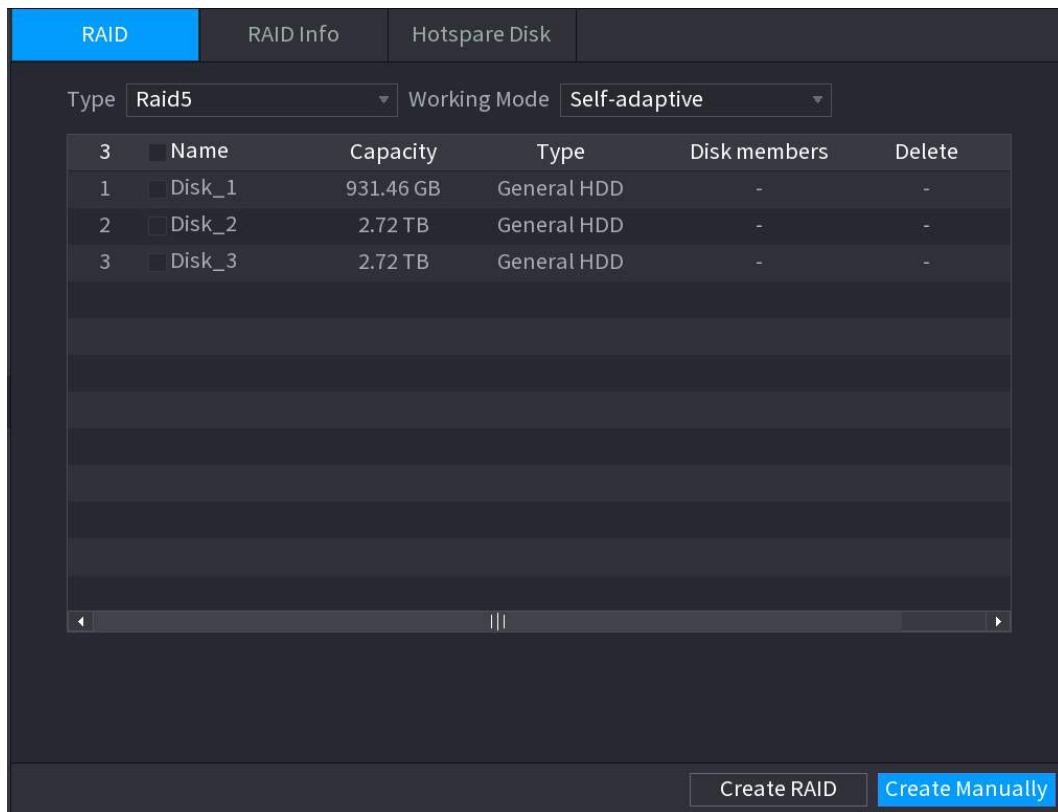 RAID RAID Info Hotspare Disk
Type Raid5 Working Mode Self-adaptive
3 Name Capacity Type Disk members Delete
1 Disk_1 931.46 GB General HDD - -
2 Disk_2 2.72 TB General HDD - -
3 Disk_3 2.72 TB General HDD - -
Create RAID Create Manually